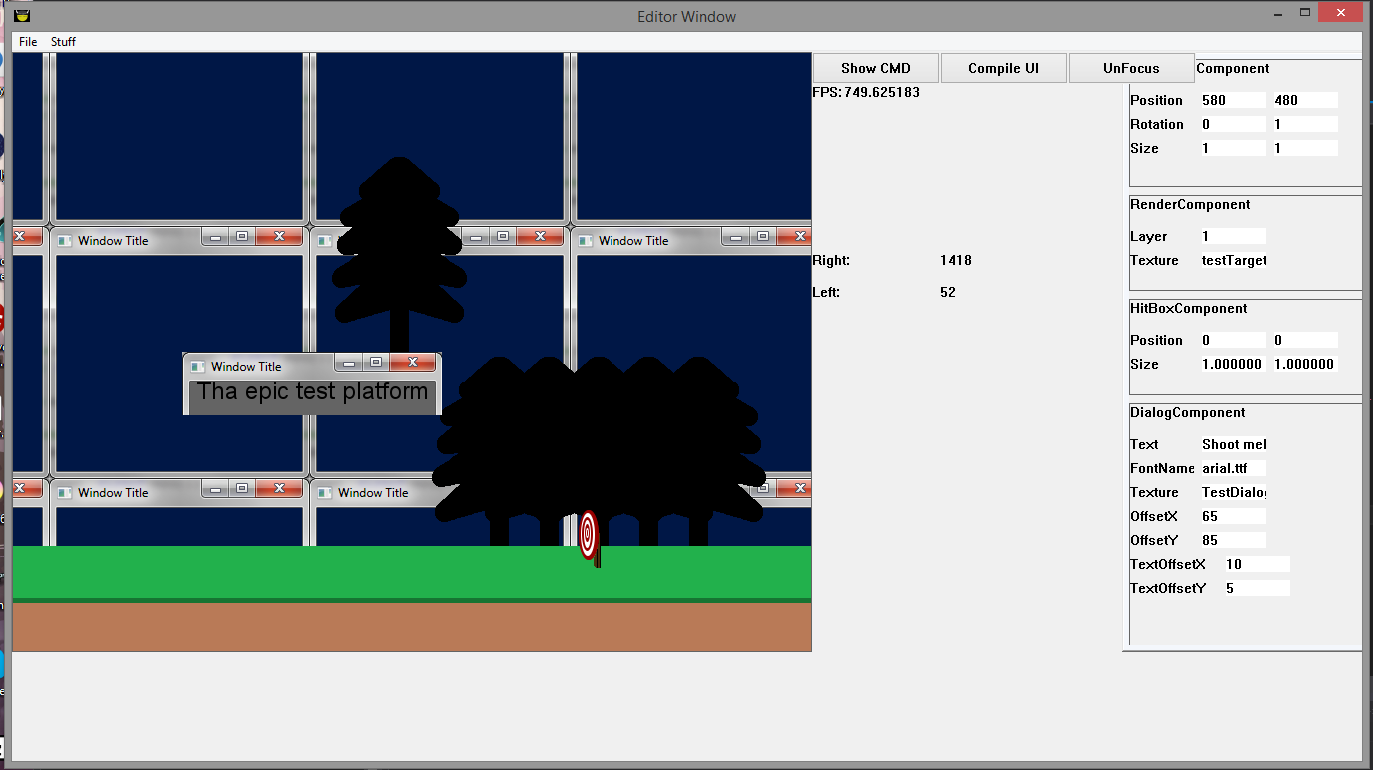 Editor Window
File Stuff
Show CMD Compile UI UnFocus Component
FPS: 749.625183
Position 580 480
Rotation 0 1
Size 1 1
RenderComponent
Layer 1
Texture testTarget
Window Title
Window Title
Right: 1418
Left: 52
HitBoxComponent
Position 0 0
Size 1.000000 1.000000
Window Title
Tha epic test platform
DialogComponent
Text Shoot me!
FontName arial.ttf
Texture TestDialog
OffsetX 65
OffsetY 85
TextOffsetX 10
TextOffsetY 5
Window Title
Window Title